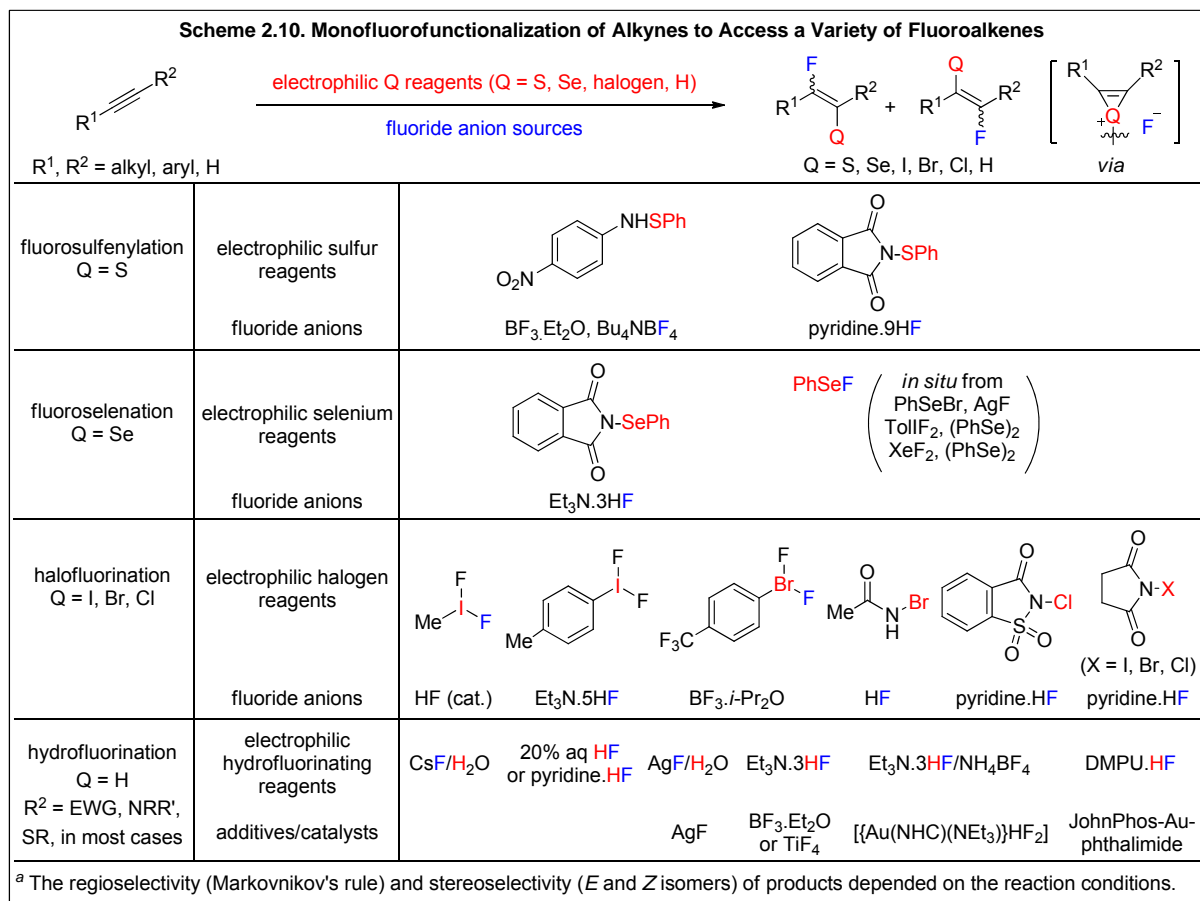 Scheme 2.10. Monofluorofunctionalization of Alkynes to Access a Variety of Fluoroalkenes
R¹ R²
R¹, R² = alkyl, aryl, H
electrophilic Q reagents (Q = S, Se, halogen, H)
fluoride anion sources
F R¹ R² Q + Q R¹ R² F
Q = S, Se, I, Br, Cl, H
R¹ R² Q + F⁻
via
fluorosulfenylation
Q = S
electrophilic sulfur
reagents
NHSPh
O₂N
O
N-SPh
O
fluoride anions
BF₃.Et₂O, Bu₄NBF₄
pyridine.9HF
fluoroselenation
Q = Se
electrophilic selenium
reagents
O
N-SePh
O
PhSeF
in situ from
PhSeBr, AgF
TolIF₂, (PhSe)₂
XeF₂, (PhSe)₂
fluoride anions
Et₃N.3HF
halofluorination
Q = I, Br, Cl
electrophilic halogen
reagents
F
Me I F
F
I F
Me
F
Br F
F₃C
O
Me N Br
H
O
N-Cl
S
O O
O
N-X
O
(X = I, Br, Cl)
fluoride anions
HF (cat.)
Et₃N.5HF
BF₃.i-Pr₂O
HF
pyridine.HF
pyridine.HF
hydrofluorination
Q = H
R² = EWG, NRR',
SR, in most cases
electrophilic
hydrofluorinating
reagents
CsF/H₂O
20% aq HF
or pyridine.HF
AgF/H₂O
Et₃N.3HF
Et₃N.3HF/NH₄BF₄
DMPU.HF
additives/catalysts
AgF
BF₃.Et₂O
or TiF₄
[{Au(NHC)(NEt₃)}HF₂]
JohnPhos-Au-
phthalimide
ᵃ The regioselectivity (Markovnikov's rule) and stereoselectivity (E and Z isomers) of products depended on the reaction conditions.